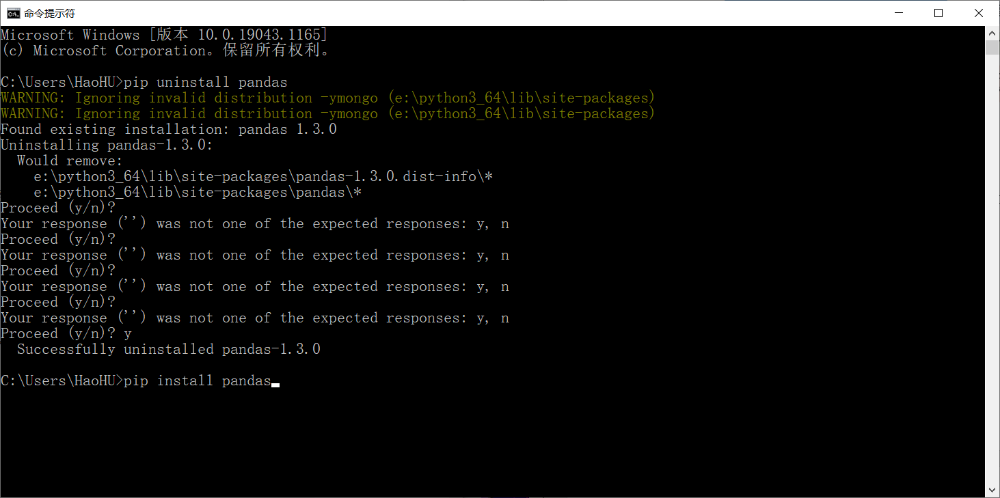 命令提示符
Microsoft Windows [版本 10.0.19043.1165]
(c) Microsoft Corporation。保留所有权利。
C:\Users\HaoHU>pip uninstall pandas
WARNING: Ignoring invalid distribution -ymongo (e:\python3_64\lib\site-packages)
WARNING: Ignoring invalid distribution -ymongo (e:\python3_64\lib\site-packages)
Found existing installation: pandas 1.3.0
Uninstalling pandas-1.3.0:
  Would remove:
    e:\python3_64\lib\site-packages\pandas-1.3.0.dist-info\*
    e:\python3_64\lib\site-packages\pandas\*
Proceed (y/n)?
Your response ('') was not one of the expected responses: y, n
Proceed (y/n)?
Your response ('') was not one of the expected responses: y, n
Proceed (y/n)?
Your response ('') was not one of the expected responses: y, n
Proceed (y/n)?
Your response ('') was not one of the expected responses: y, n
Proceed (y/n)? y
  Successfully uninstalled pandas-1.3.0
C:\Users\HaoHU>pip install pandas